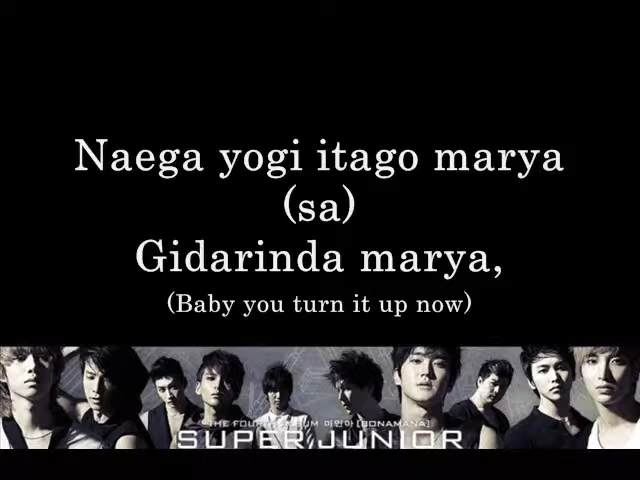 Naega yogi itago marya
(sa)
Gidarinda marya,
(Baby you turn it up now)
THE FOURTH ALBUM 미인아 [BONAMANA]
SUPER JUNIOR